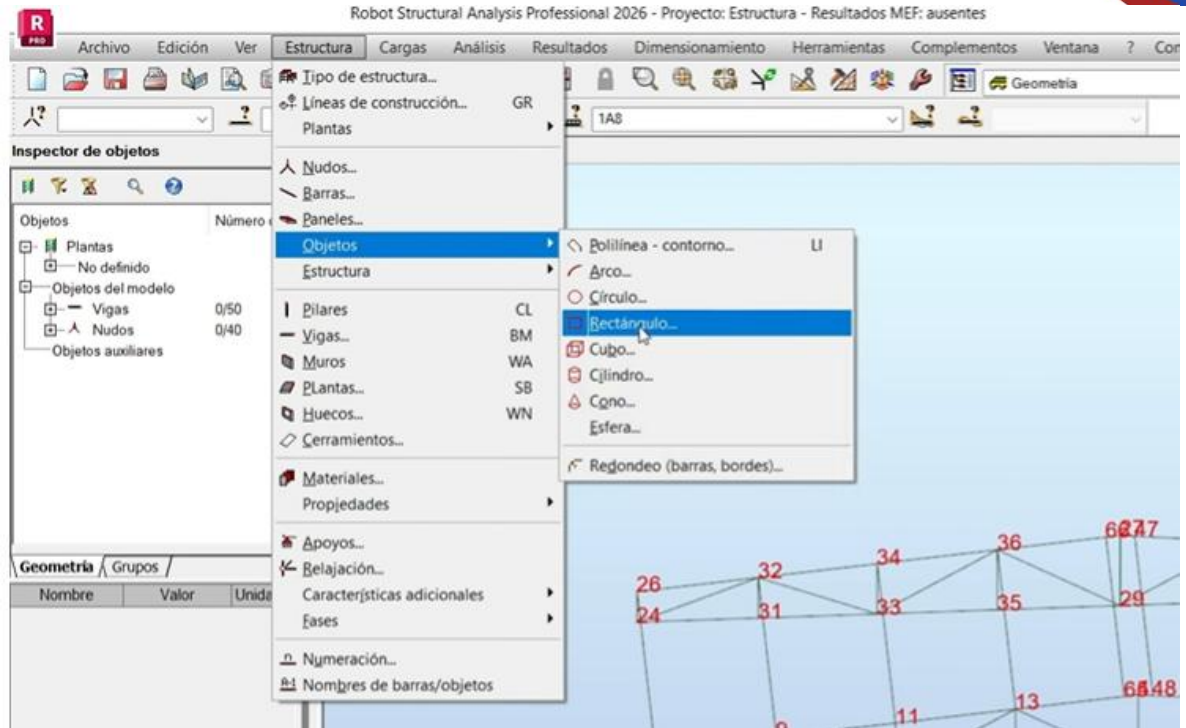 R
PRO
Robot Structural Analysis Professional 2026 - Proyecto: Estructura - Resultados MEF: ausentes
Archivo Edición Ver Estructura Cargas Análisis Resultados Dimensionamiento Herramientas Complementos Ventana ?
Geometría
1A8
Inspector de objetos
Objetos Número
Plantas
No definido
Objetos del modelo
Vigas 0/50
Nudos 0/40
Objetos auxiliares
Geometría Grupos
Nombre Valor
Tipo de estructura...
Líneas de construcción... GR
Plantas
Nudos...
Barras...
Paneles...
Objetos
Estructura
Pilares CL
Vigas... BM
Muros WA
PLantas... SB
Huecos... WN
Cerramientos...
Materiales...
Propiedades
Apoyos...
Relajación...
Características adicionales
Fases
Numeración...
Nombres de barras/objetos
Polilínea - contorno... LI
Arco...
Círculo...
Rectángulo...
Cubo...
Cilindro...
Cono...
Esfera...
Redondeo (barras, bordes)...
26 32 34 36
24 31 33 35 29
11 13